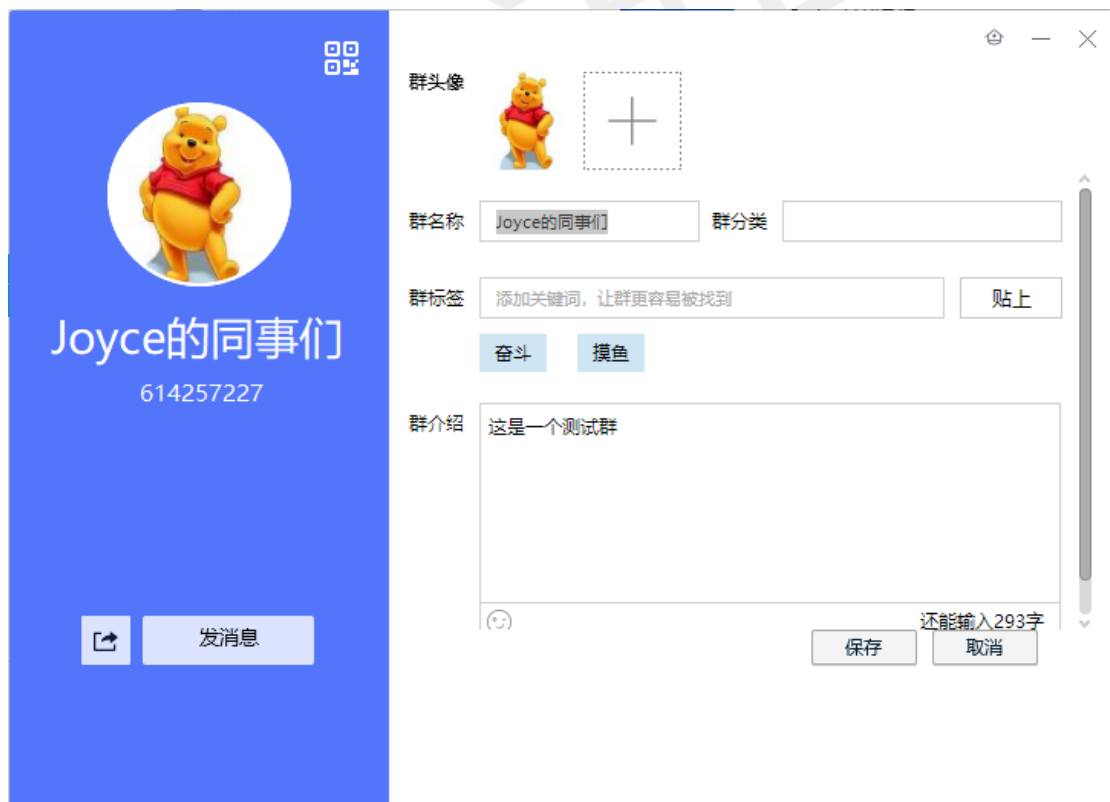 Joyce的同事们
614257227
发消息
群头像
群名称 Joyce的同事们 群分类
群标签 添加关键词，让群更容易被找到 贴上
奋斗 摸鱼
群介绍 这是一个测试群
还能输入293字
保存 取消